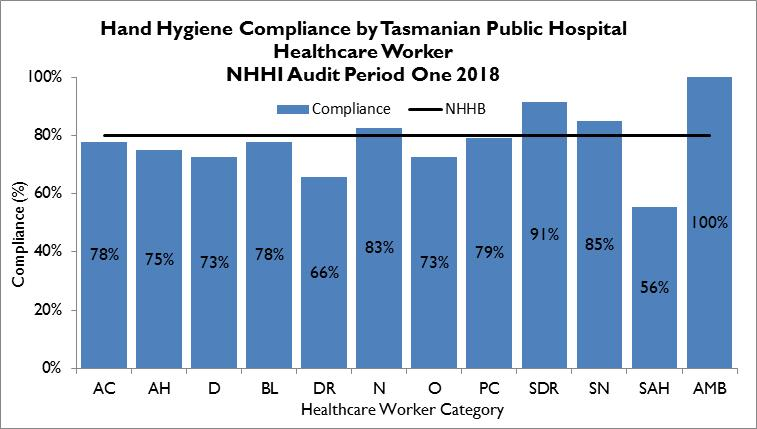 Hand Hygiene Compliance by Tasmanian Public Hospital
Healthcare Worker
NHHI Audit Period One 2018
Compliance NHHB
100%
80%
60%
40%
20%
0%
Compliance (%)
78% 75% 73% 78% 66% 83% 73% 79% 91% 85% 56% 100%
AC AH D BL DR N O PC SDR SN SAH AMB
Healthcare Worker Category